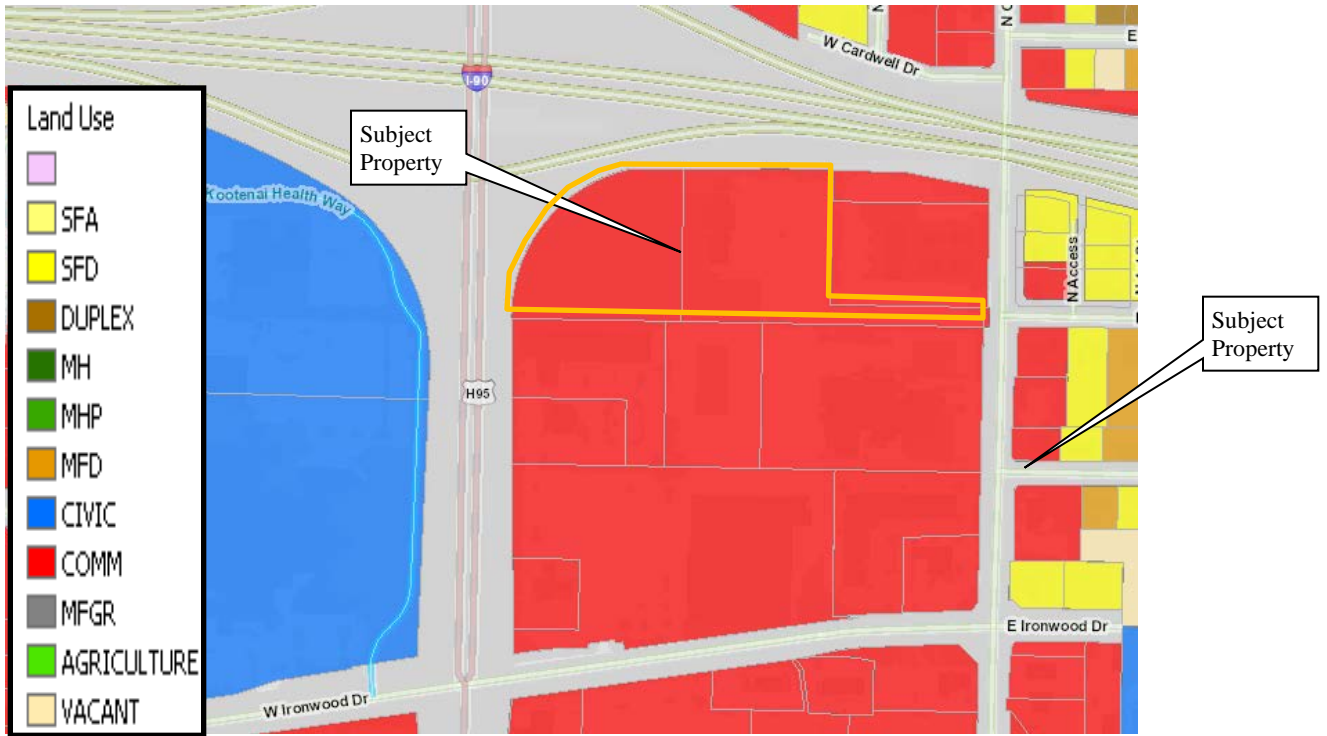 Land Use
SFA
SFD
DUPLEX
MH
MHP
MFD
CIVIC
COMM
MFGR
AGRICULTURE
VACANT
Kootenai Health Way
I-90
Subject
Property
W Cardwell Dr
H95
N Access
Subject
Property
W Ironwood Dr
E Ironwood Dr